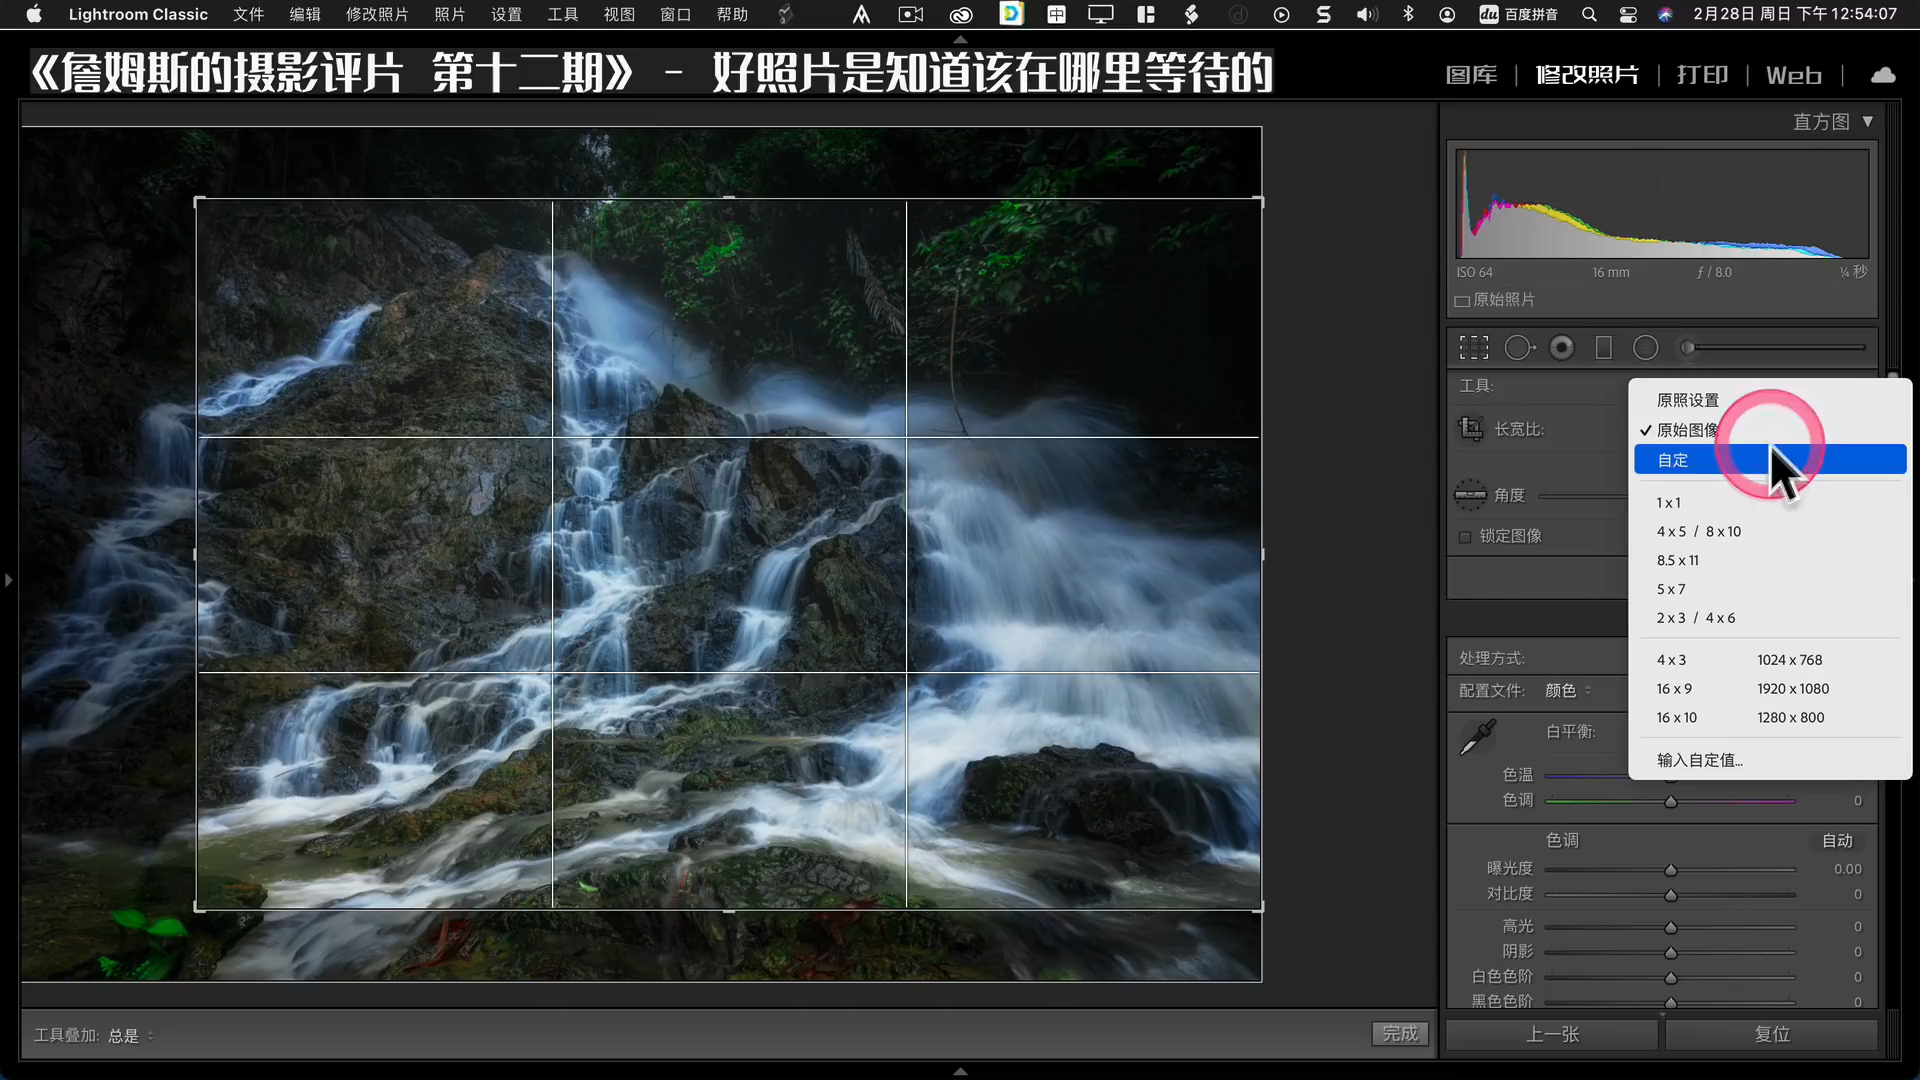 Lightroom Classic 文件 编辑 修改照片 照片 设置 工具 视图 窗口 帮助 中 du 百度拼音 2月28日 周日 下午 12:54:07
《詹姆斯的摄影评片 第十二期》 - 好照片是知道该在哪里等待的
图库 | 修改照片 | 打印 | Web |
直方图
ISO 64 16 mm ƒ / 8.0 ¼ 秒
原始照片
工具:
长宽比:
角度
锁定图像
原照设置
✓ 原始图像
自定
1 x 1
4 x 5 / 8 x 10
8.5 x 11
5 x 7
2 x 3 / 4 x 6
4 x 3 1024 x 768
16 x 9 1920 x 1080
16 x 10 1280 x 800
输入自定值...
处理方式:
配置文件: 颜色
白平衡:
色温
色调 0
色调 自动
曝光度 0.00
对比度 0
高光 0
阴影 0
白色色阶 0
黑色色阶 0
工具叠加: 总是 完成 上一张 复位